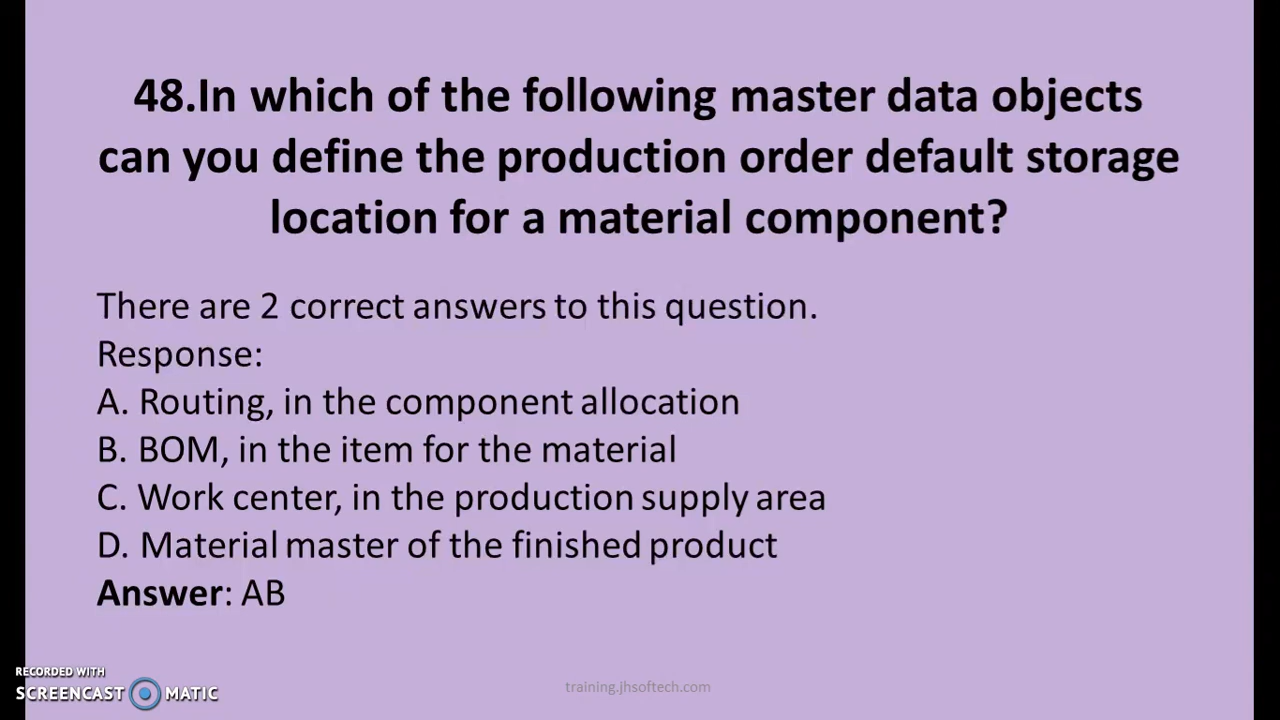 48.In which of the following master data objects
can you define the production order default storage
location for a material component?
There are 2 correct answers to this question.
Response:
A. Routing, in the component allocation
B. BOM, in the item for the material
C. Work center, in the production supply area
D. Material master of the finished product
Answer: AB
RECORDED WITH
SCREENCAST MATIC
training.jhsoftech.com